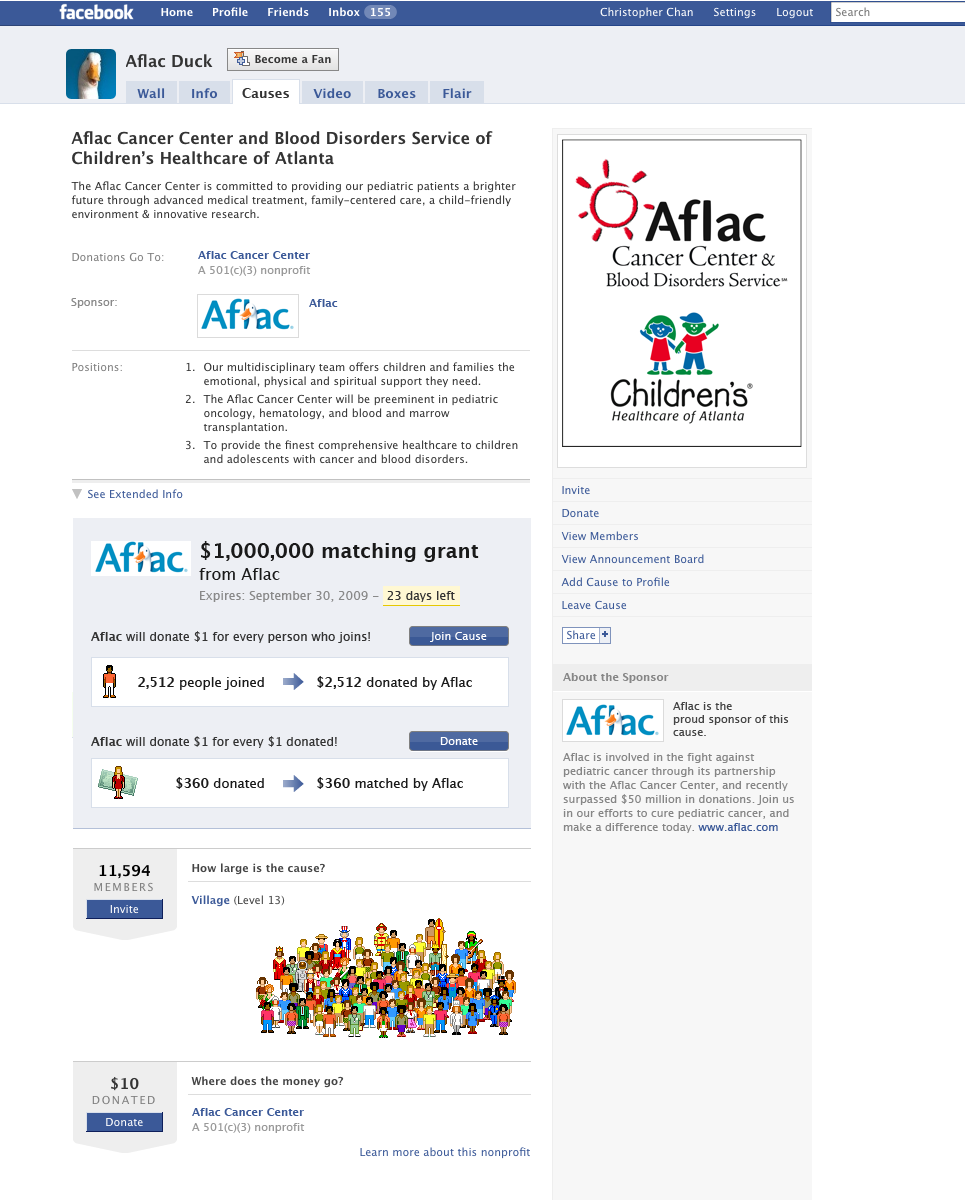 facebook Home Profile Friends Inbox 155 Christopher Chan Settings Logout Search
Aflac Duck Become a Fan
Wall Info Causes Video Boxes Flair
Aflac Cancer Center and Blood Disorders Service of
Children's Healthcare of Atlanta
The Aflac Cancer Center is committed to providing our pediatric patients a brighter
future through advanced medical treatment, family-centered care, a child-friendly
environment & innovative research.
Donations Go To: Aflac Cancer Center
A 501(c)(3) nonprofit
Sponsor: Aflac. Aflac
Positions: 1. Our multidisciplinary team offers children and families the
emotional, physical and spiritual support they need.
2. The Aflac Cancer Center will be preeminent in pediatric
oncology, hematology, and blood and marrow
transplantation.
3. To provide the finest comprehensive healthcare to children
and adolescents with cancer and blood disorders.
See Extended Info
Aflac. $1,000,000 matching grant
from Aflac
Expires: September 30, 2009 – 23 days left
Aflac will donate $1 for every person who joins! Join Cause
2,512 people joined $2,512 donated by Aflac
Aflac will donate $1 for every $1 donated! Donate
$360 donated $360 matched by Aflac
11,594
MEMBERS
Invite
How large is the cause?
Village (Level 13)
$10
DONATED
Donate
Where does the money go?
Aflac Cancer Center
A 501(c)(3) nonprofit
Learn more about this nonprofit
Aflac
Cancer Center &
Blood Disorders Service℠
Children's®
Healthcare of Atlanta
Invite
Donate
View Members
View Announcement Board
Add Cause to Profile
Leave Cause
Share +
About the Sponsor
Aflac.
Aflac is the
proud sponsor of this
cause.
Aflac is involved in the fight against
pediatric cancer through its partnership
with the Aflac Cancer Center, and recently
surpassed $50 million in donations. Join us
in our efforts to cure pediatric cancer, and
make a difference today. www.aflac.com